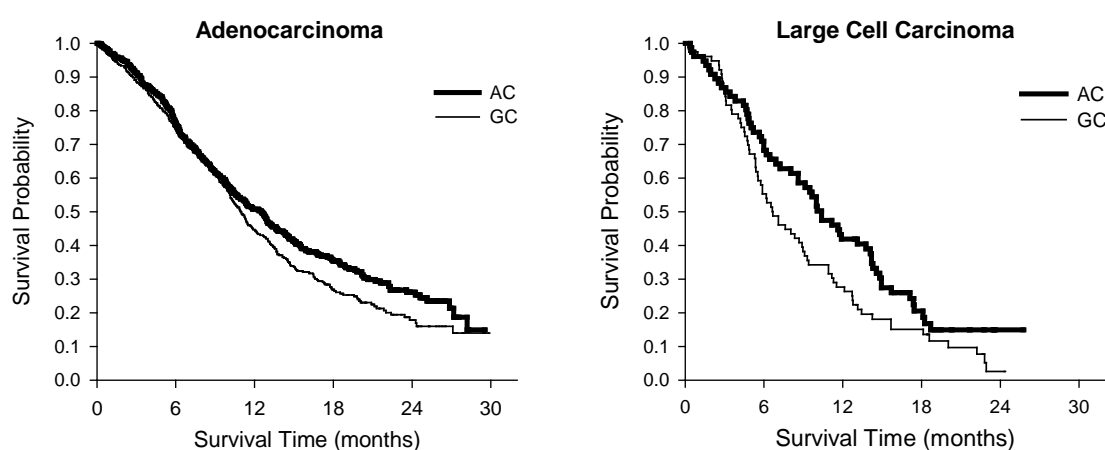 Adenocarcinoma
1.0
0.9
0.8
0.7
0.6
0.5
0.4
0.3
0.2
0.1
0.0
Survival Probability
AC
GC
0 6 12 18 24 30
Survival Time (months)
Large Cell Carcinoma
1.0
0.9
0.8
0.7
0.6
0.5
0.4
0.3
0.2
0.1
0.0
Survival Probability
AC
GC
0 6 12 18 24 30
Survival Time (months)